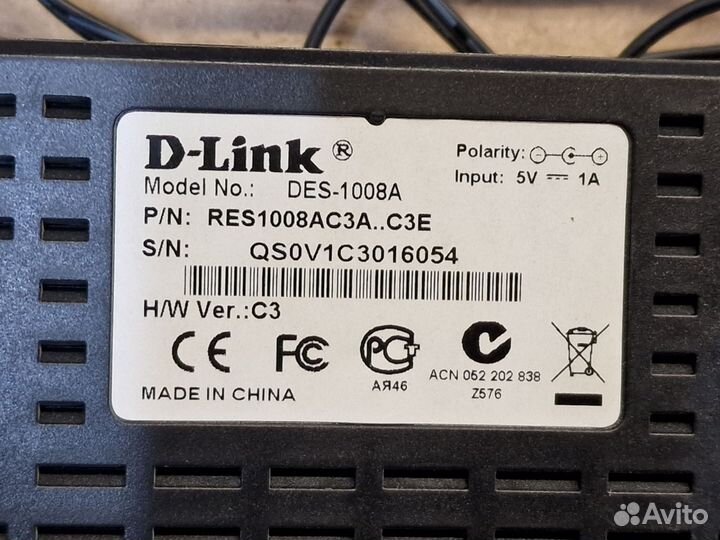 D-Link ®
Polarity:
Model No.: DES-1008A
Input: 5V 1A
P/N: RES1008AC3A..C3E
S/N: QS0V1C3016054
H/W Ver.:C3
CE FC PCT
АЯ46
ACN 052 202 838
Z576
MADE IN CHINA
Avito